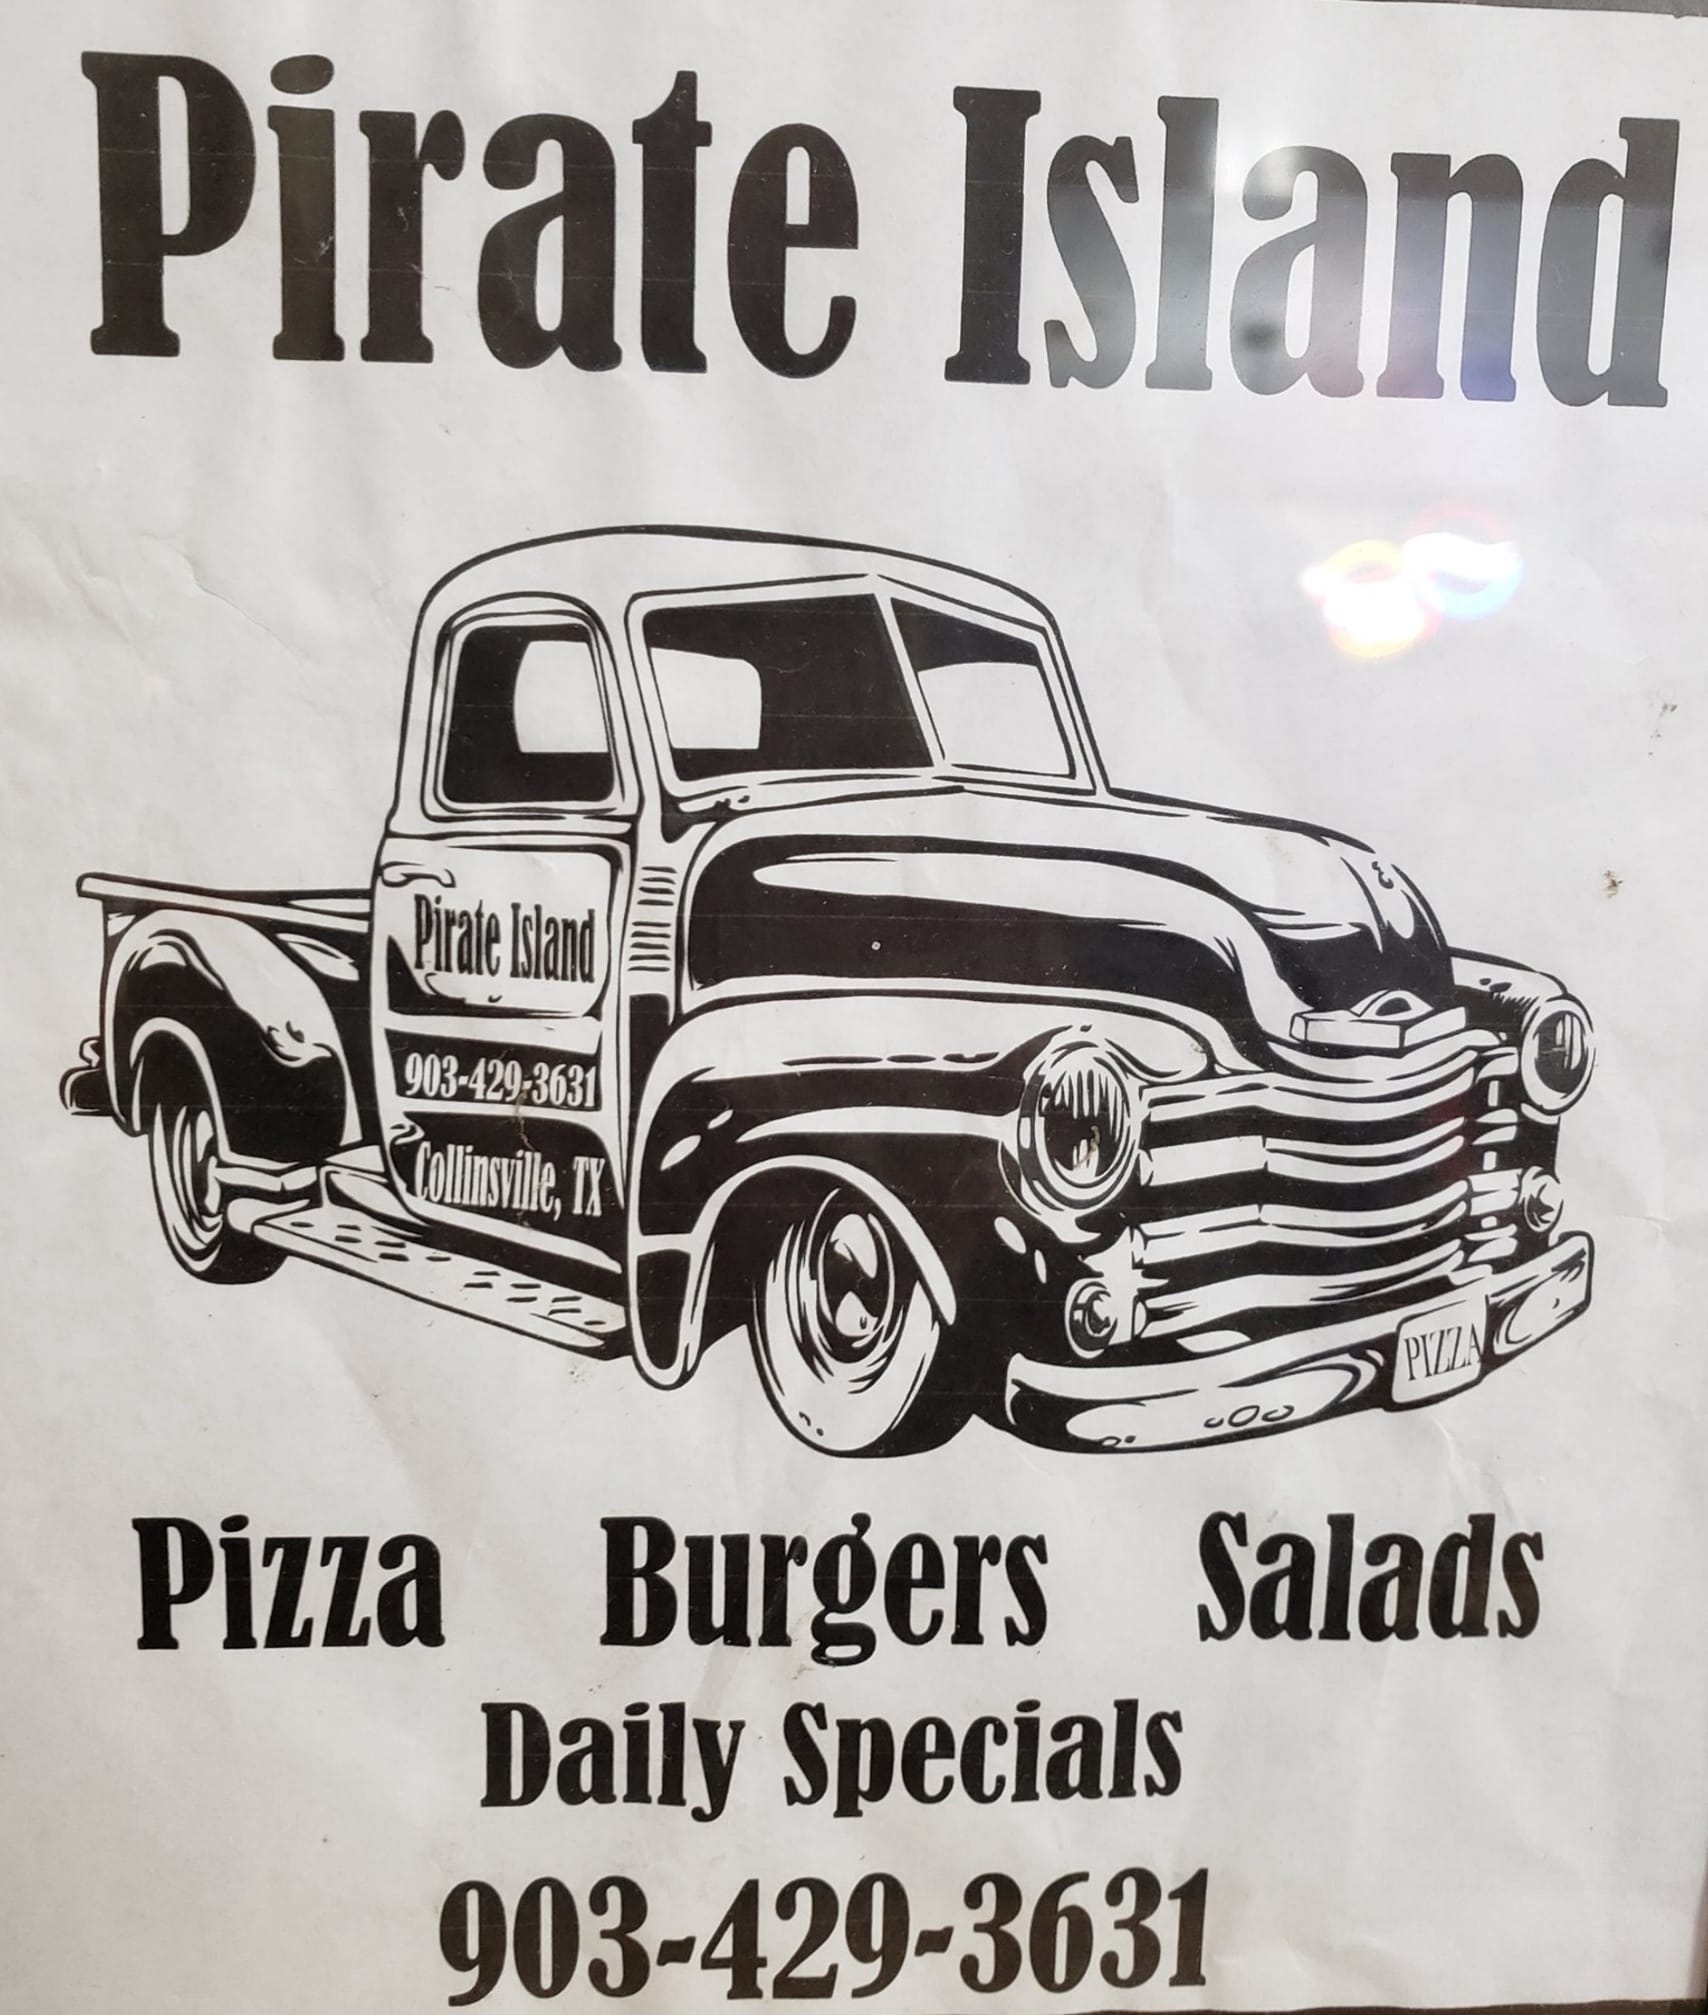 Pirate Island
Pirate Island
903-429-3631
Collinsville, TX
PIZZA
Pizza Burgers Salads
Daily Specials
903-429-3631